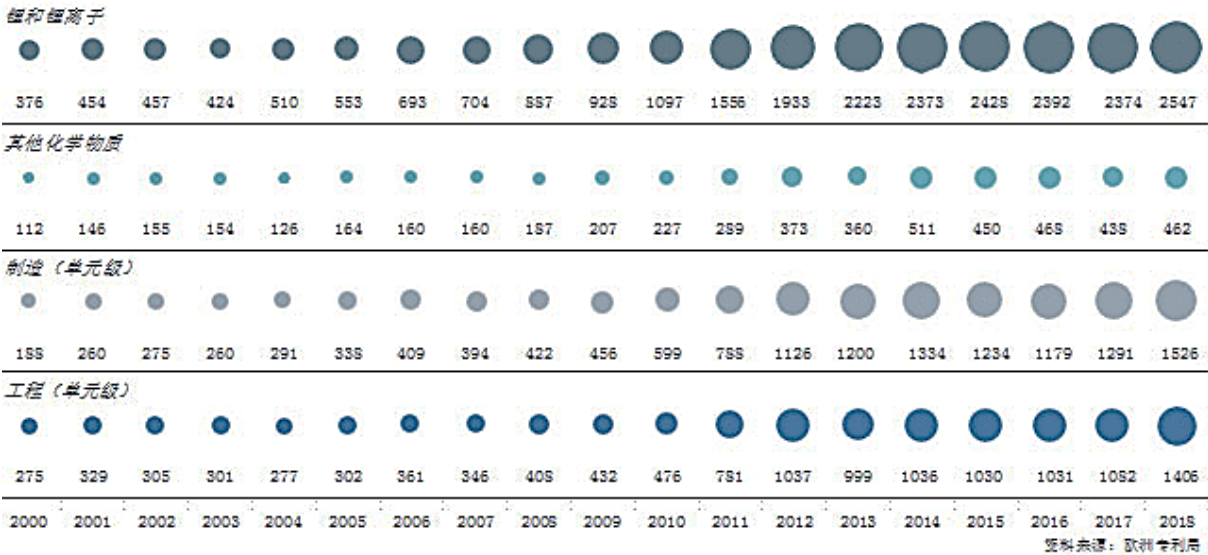 锂和锂离子
376 454 457 424 510 553 693 704 887 928 1097 1556 1933 2223 2373 2428 2392 2374 2547
其他化学物质
112 146 155 154 126 164 160 160 187 207 227 289 373 360 511 450 468 438 462
制造（单元级）
188 260 275 260 291 338 409 394 422 456 599 788 1126 1200 1334 1234 1179 1291 1526
工程（单元级）
275 329 305 301 277 302 361 346 408 432 476 781 1037 999 1036 1030 1031 1082 1406
2000 2001 2002 2003 2004 2005 2006 2007 2008 2009 2010 2011 2012 2013 2014 2015 2016 2017 2018
资料来源：欧洲专利局